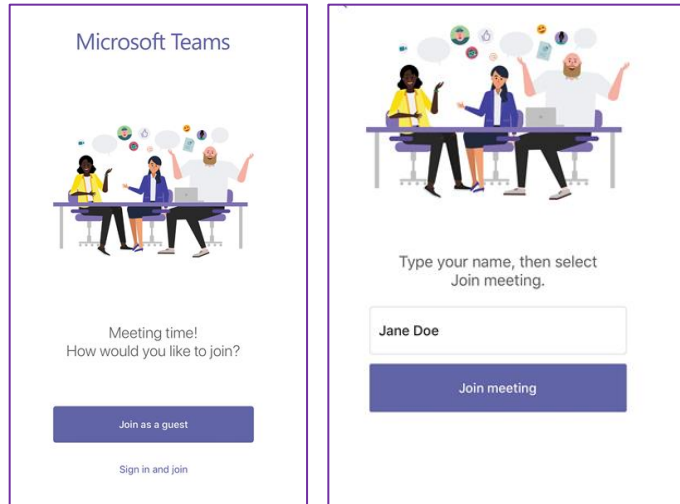 Microsoft Teams
Meeting time!
How would you like to join?
Join as a guest
Sign in and join
Type your name, then select
Join meeting.
Jane Doe
Join meeting